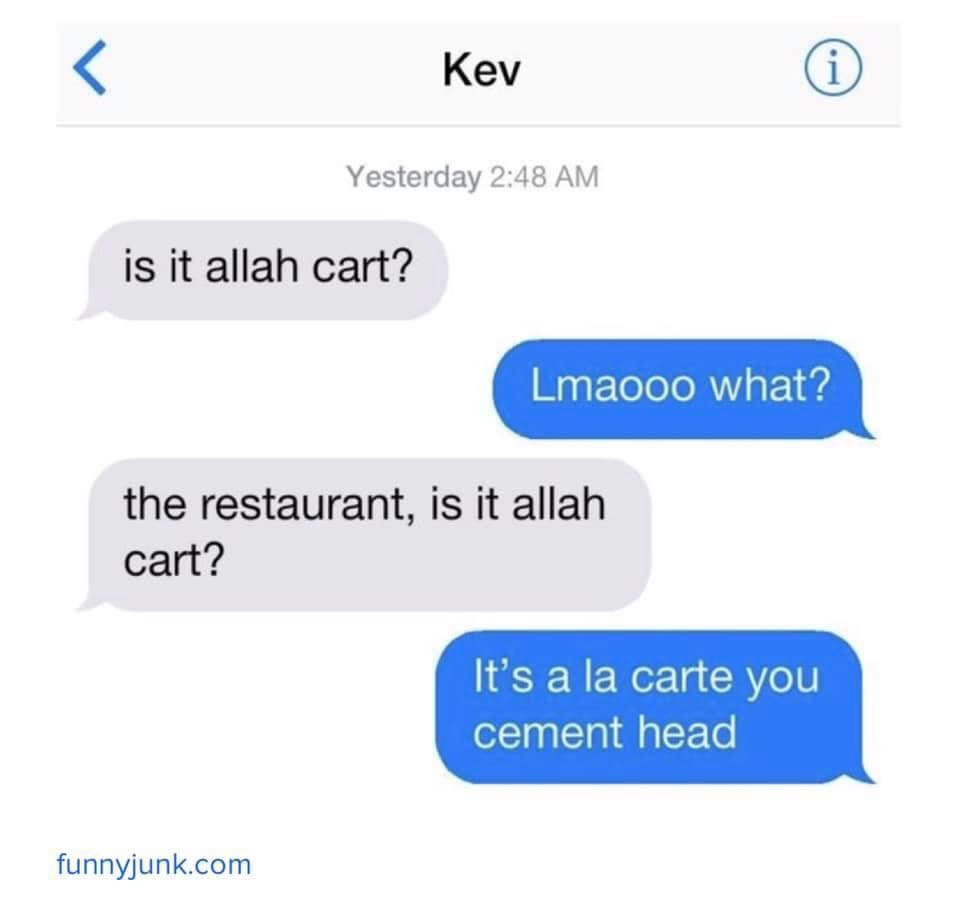 Kev
Yesterday 2:48 AM
is it allah cart?
Lmaooo what?
the restaurant, is it allah
cart?
It's a la carte you
cement head
funnyjunk.com